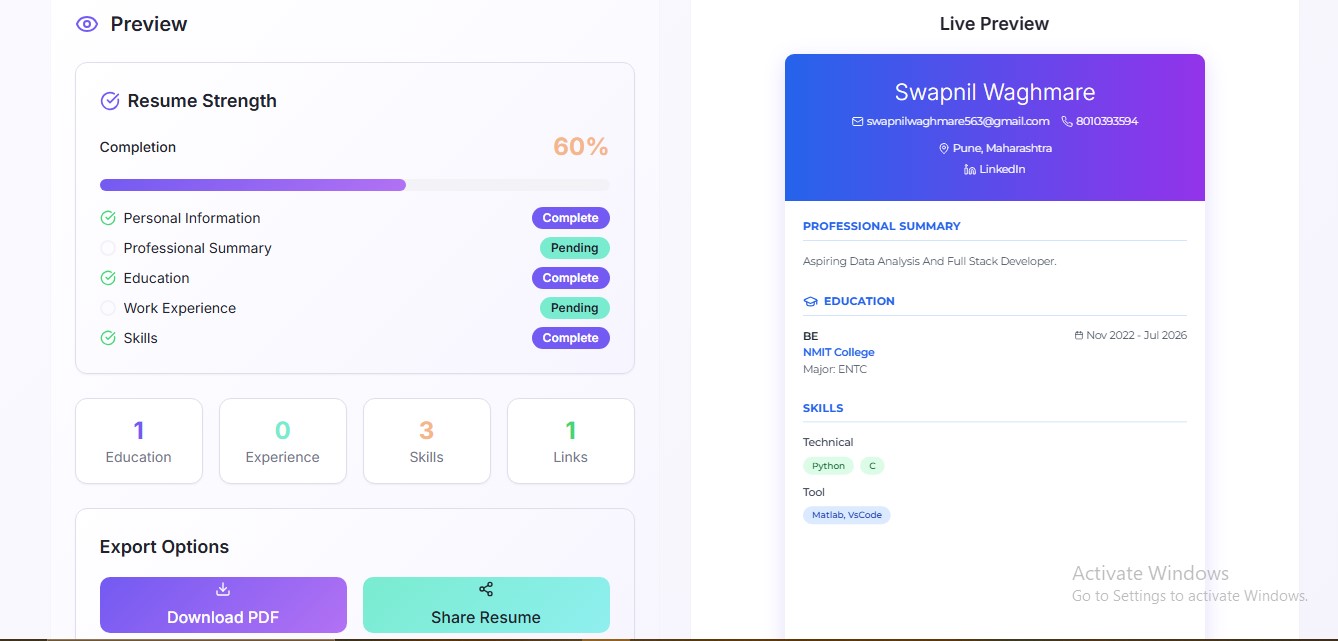 Preview
Resume Strength
Completion
60%
Personal Information
Complete
Professional Summary
Pending
Education
Complete
Work Experience
Pending
Skills
Complete
1
Education
0
Experience
3
Skills
1
Links
Export Options
Download PDF
Share Resume
Live Preview
Swapnil Waghmare
swapnilwaghmare563@gmail.com 8010393594
Pune, Maharashtra
LinkedIn
PROFESSIONAL SUMMARY
Aspiring Data Analysis And Full Stack Developer.
EDUCATION
BE
Nov 2022 - Jul 2026
NMIT College
Major: ENTC
SKILLS
Technical
Python C
Tool
Matlab, VsCode
Activate Windows
Go to Settings to activate Windows.